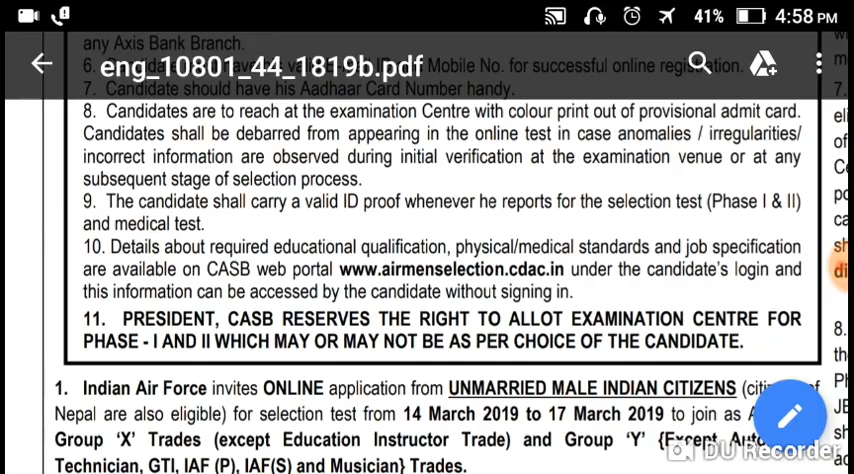 41% 4:58 PM
any Axis Bank Branch.
eng_10801_44_1819b.pdf
6. Mobile No. for successful online registration.
7. Candidate should have his Aadhaar Card Number handy.
8. Candidates are to reach at the examination Centre with colour print out of provisional admit card.
Candidates shall be debarred from appearing in the online test in case anomalies / irregularities/
incorrect information are observed during initial verification at the examination venue or at any
subsequent stage of selection process.
9. The candidate shall carry a valid ID proof whenever he reports for the selection test (Phase I & II)
and medical test.
10. Details about required educational qualification, physical/medical standards and job specification
are available on CASB web portal www.airmenselection.cdac.in under the candidate's login and
this information can be accessed by the candidate without signing in.
11. PRESIDENT, CASB RESERVES THE RIGHT TO ALLOT EXAMINATION CENTRE FOR
PHASE - I AND II WHICH MAY OR MAY NOT BE AS PER CHOICE OF THE CANDIDATE.
1. Indian Air Force invites ONLINE application from UNMARRIED MALE INDIAN CITIZENS of
Nepal are also eligible) for selection test from 14 March 2019 to 17 March 2019 to join as
Group 'X' Trades (except Education Instructor Trade) and Group 'Y' {Except
Technician, GTI, IAF (P), IAF(S) and Musician} Trades.
DU Recorder
7.
eli
of
8.
th